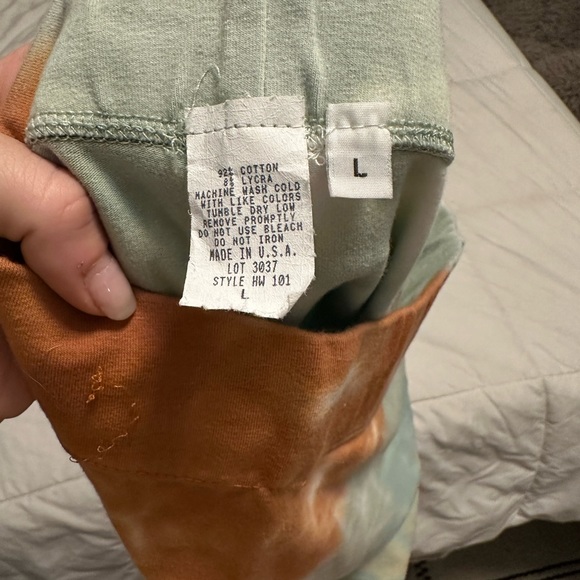 92% COTTON
8% LYCRA
MACHINE WASH COLD
WITH LIKE COLORS
TUMBLE DRY LOW
REMOVE PROMPTLY
DO NOT USE BLEACH
DO NOT IRON
MADE IN U.S.A.
LOT 3037
STYLE HW 101
L
L